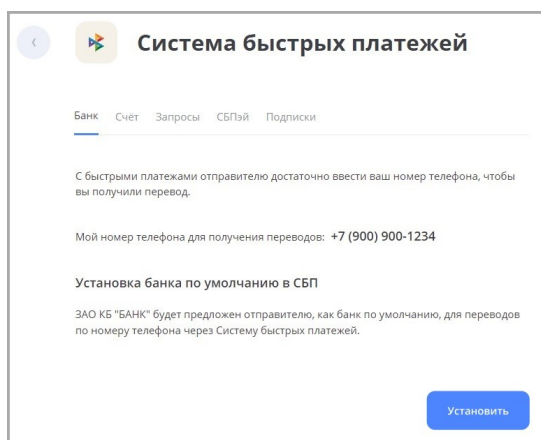 Система быстрых платежей
Банк Счёт Запросы СБПэй Подписки
С быстрыми платежами отправителю достаточно ввести ваш номер телефона, чтобы
вы получили перевод.
Мой номер телефона для получения переводов: +7 (900) 900-1234
Установка банка по умолчанию в СБП
ЗАО КБ "БАНК" будет предложен отправителю, как банк по умолчанию, для переводов
по номеру телефона через Систему быстрых платежей.
Установить